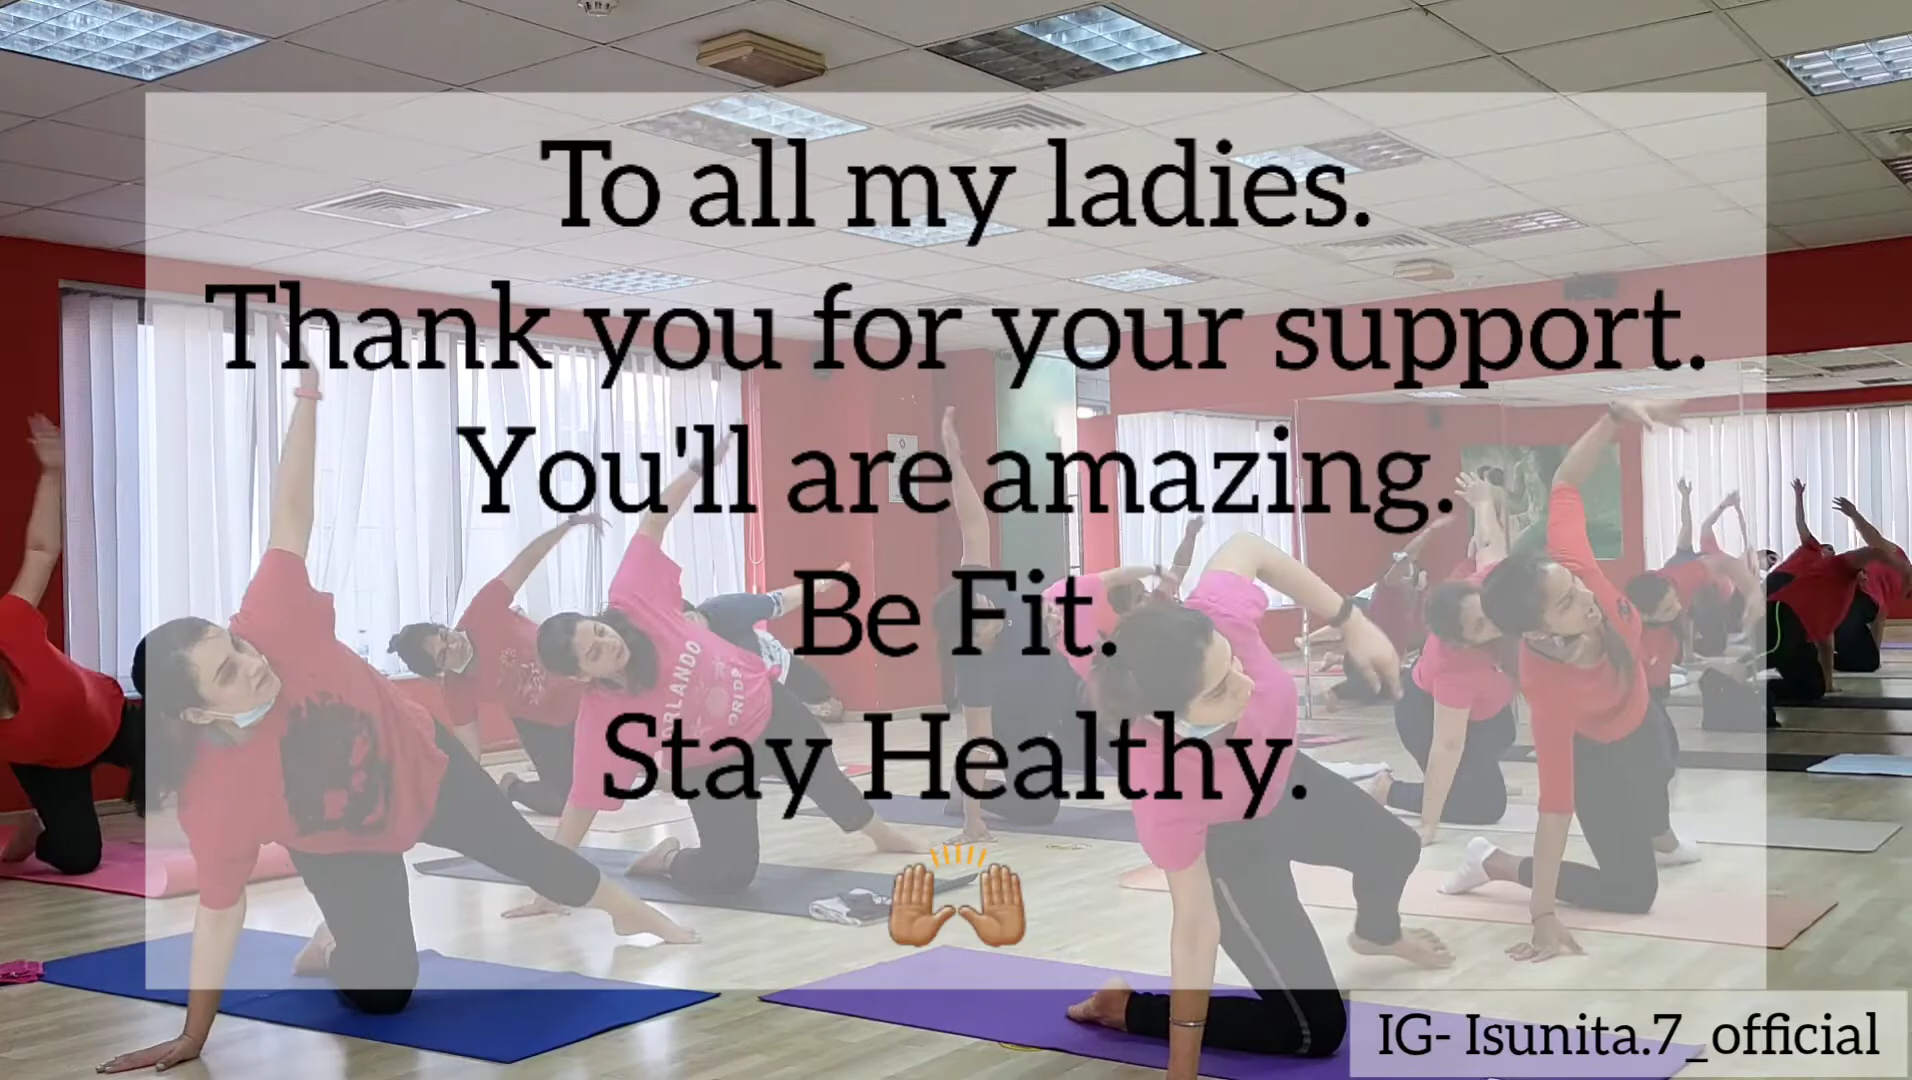 To all my ladies.
Thank you for your support.
You'll are amazing.
Be Fit.
Stay Healthy.
🙌🏾
ORLANDO
IG- Isunita.7_official